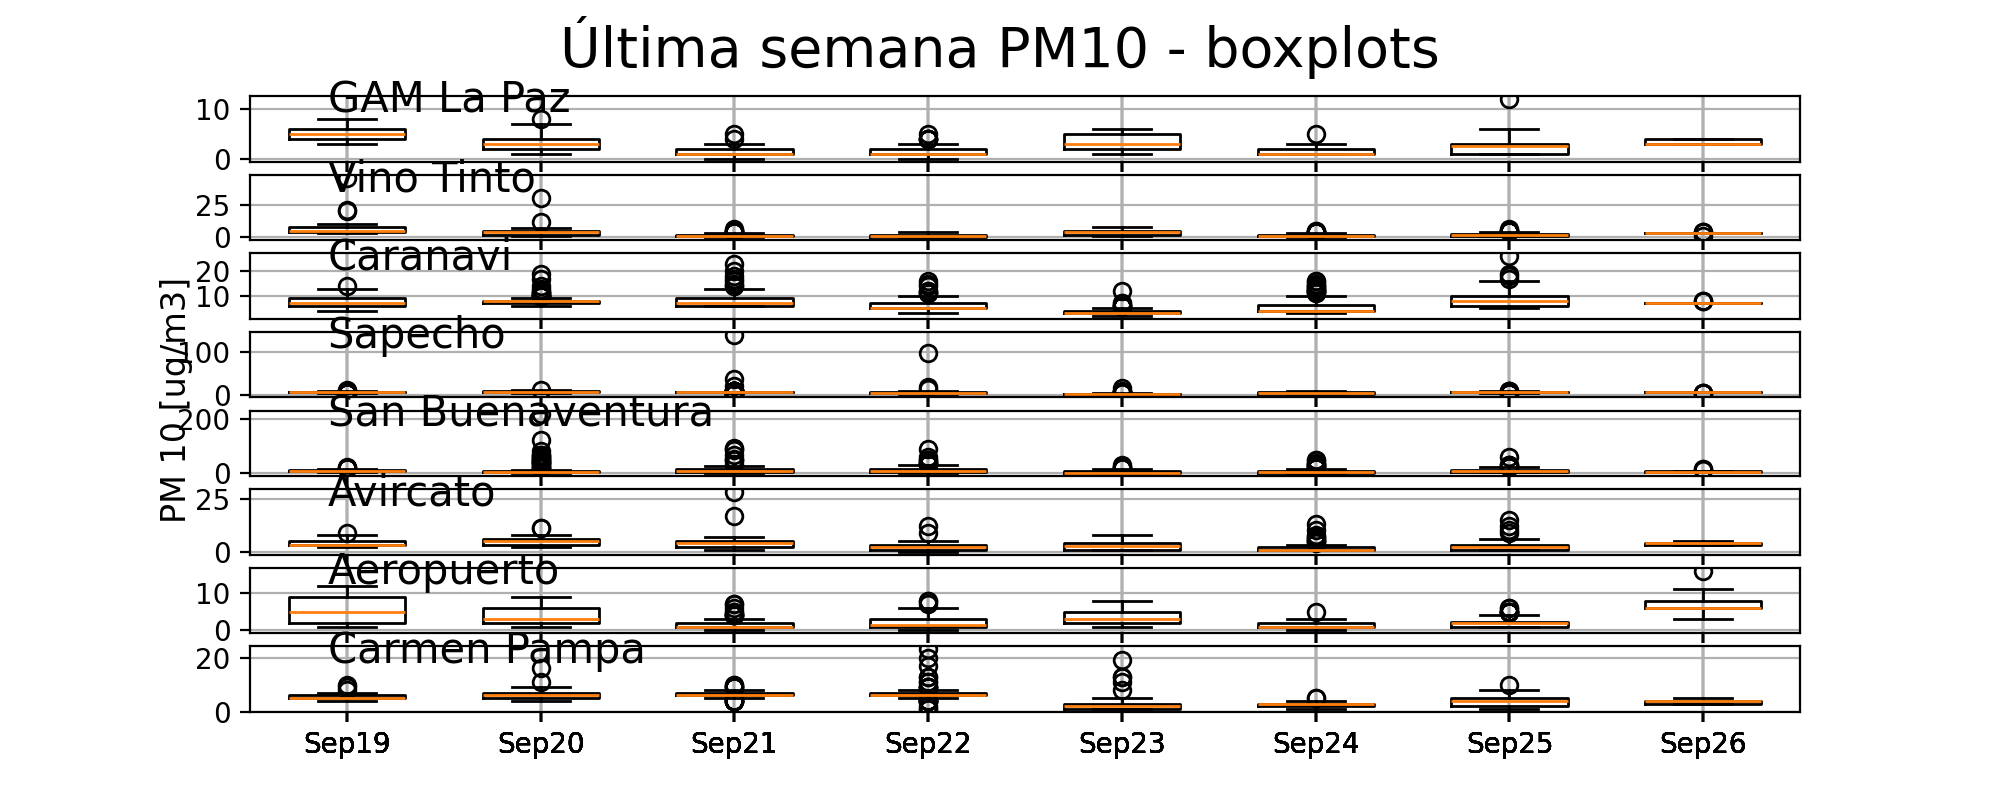 Última semana PM10 - boxplots
GAM La Paz
10
0
Vino Tinto
25
0
Caranavi
20
10
Sapecho
100
0
San Buenaventura
200
0
Avircato
25
0
Aeropuerto
10
0
Carmen Pampa
20
0
PM 10 [ug/m3]
Sep19 Sep20 Sep21 Sep22 Sep23 Sep24 Sep25 Sep26